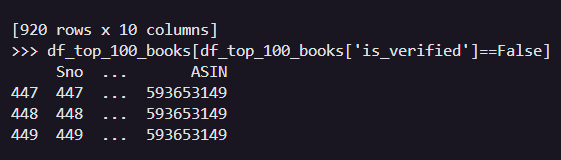 [920 rows x 10 columns]
>>> df_top_100_books[df_top_100_books['is_verified']==False]
Sno ... ASIN
447 447 ... 593653149
448 448 ... 593653149
449 449 ... 593653149